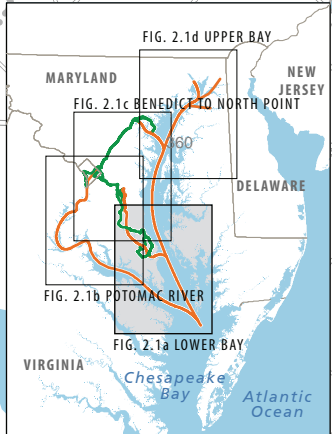 FIG. 2.1d UPPER BAY
MARYLAND
NEW
JERSEY
FIG. 2.1c BENEDICT TO NORTH POINT
360
DELAWARE
FIG. 2.1b POTOMAC RIVER
FIG. 2.1a LOWER BAY
VIRGINIA
Chesapeake
Bay
Atlantic
Ocean